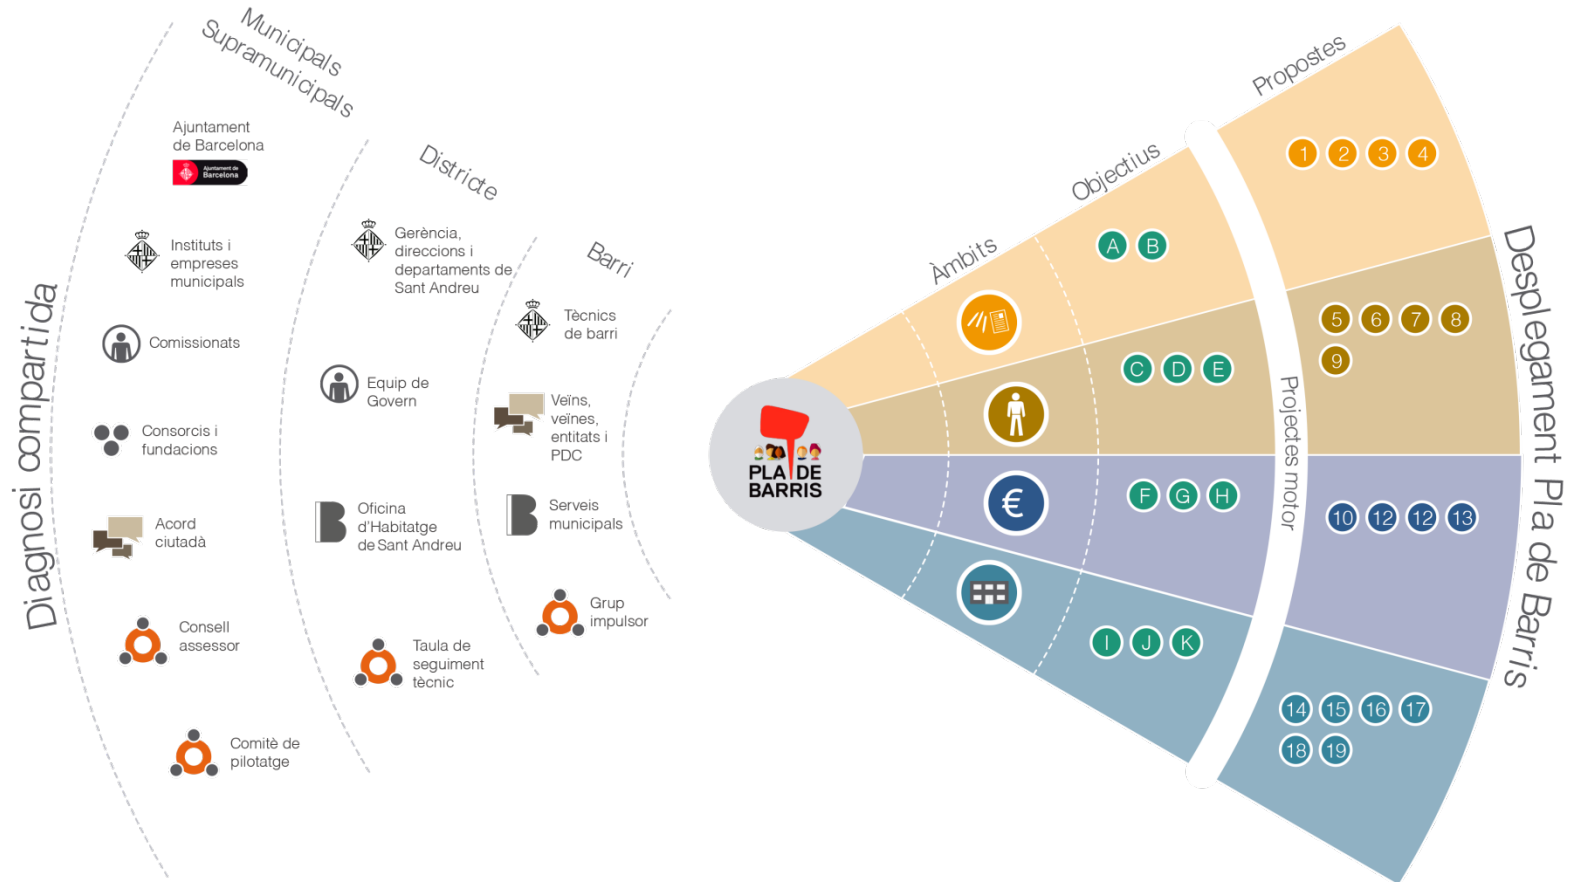 Diagnosi compartida
Municipals
Supramunicipals
Ajuntament
de Barcelona
Ajuntament de
Barcelona
Instituts i
empreses
municipals
Comissionats
Consorcis i
fundacions
Acord
ciutadà
Consell
assessor
Comitè de
pilotatge
Districte
Gerència,
direccions i
departaments de
Sant Andreu
Equip de
Govern
Oficina
d'Habitatge
de Sant Andreu
Taula de
seguiment
tècnic
Barri
Tècnics
de barri
Veïns,
veïnes,
entitats i
PDC
Serveis
municipals
Grup
impulsor
PLA DE
BARRIS
Àmbits
€
Objectius
A B
C D E
F G H
I J K
Projectes motor
Propostes
1 2 3 4
5 6 7 8
9
10 12 12 13
14 15 16 17
18 19
Desplegament Pla de Barris